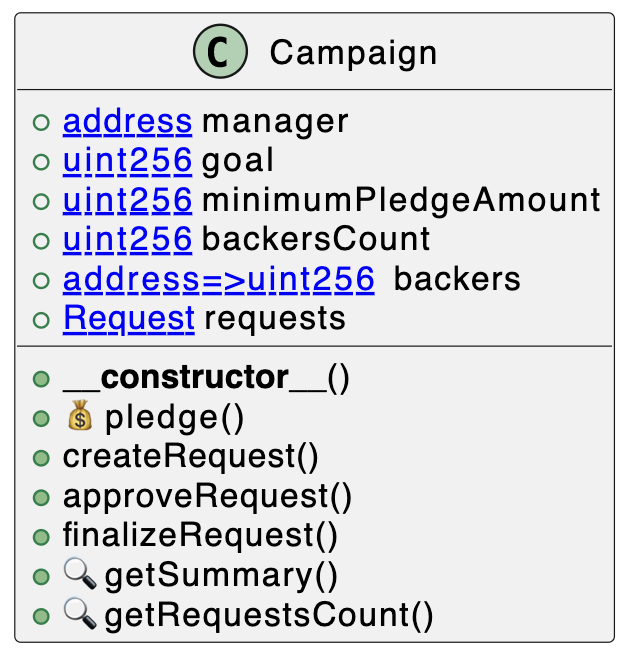 C Campaign
address manager
uint256 goal
uint256 minimumPledgeAmount
uint256 backersCount
address=>uint256 backers
Request requests
__constructor__()
💰 pledge()
createRequest()
approveRequest()
finalizeRequest()
🔍 getSummary()
🔍 getRequestsCount()